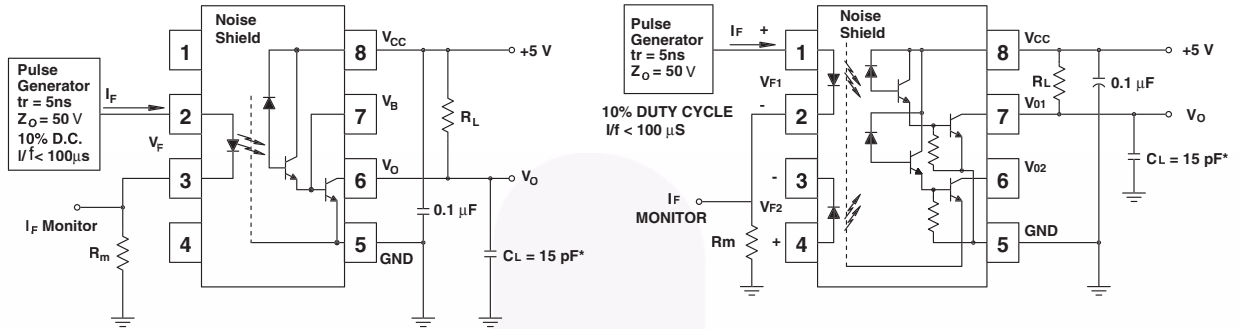 Noise
Shield
1
8
VCC
+5 V
Pulse
Generator
tr = 5ns
ZO = 50 V
10% D.C.
I/f < 100μs
IF
2
7
VB
RL
VF
3
6
VO
VO
IF Monitor
0.1 μF
Rm
4
5
GND
CL = 15 pF*
Pulse
Generator
tr = 5ns
ZO = 50 V
IF +
Noise
Shield
1
8
VCC
+5 V
VF1
RL
0.1 μF
10% DUTY CYCLE
I/f < 100 μS
-
2
7
V01
VO
CL = 15 pF*
-
3
6
V02
IF
MONITOR
VF2
Rm
+
4
5
GND